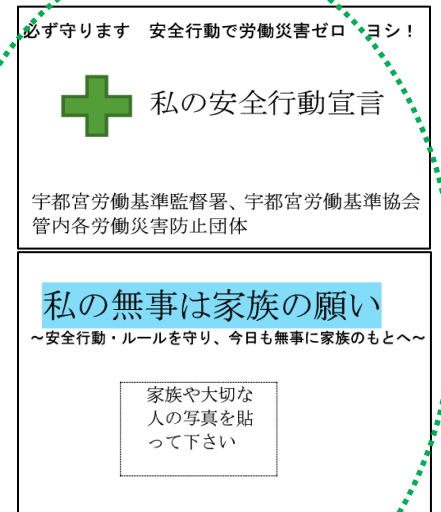 必ず守ります　安全行動で労働災害ゼロ　ヨシ！
私の安全行動宣言
宇都宮労働基準監督署、宇都宮労働基準協会
管内各労働災害防止団体
私の無事は家族の願い
～安全行動・ルールを守り、今日も無事に家族のもとへ～
家族や大切な
人の写真を貼
って下さい